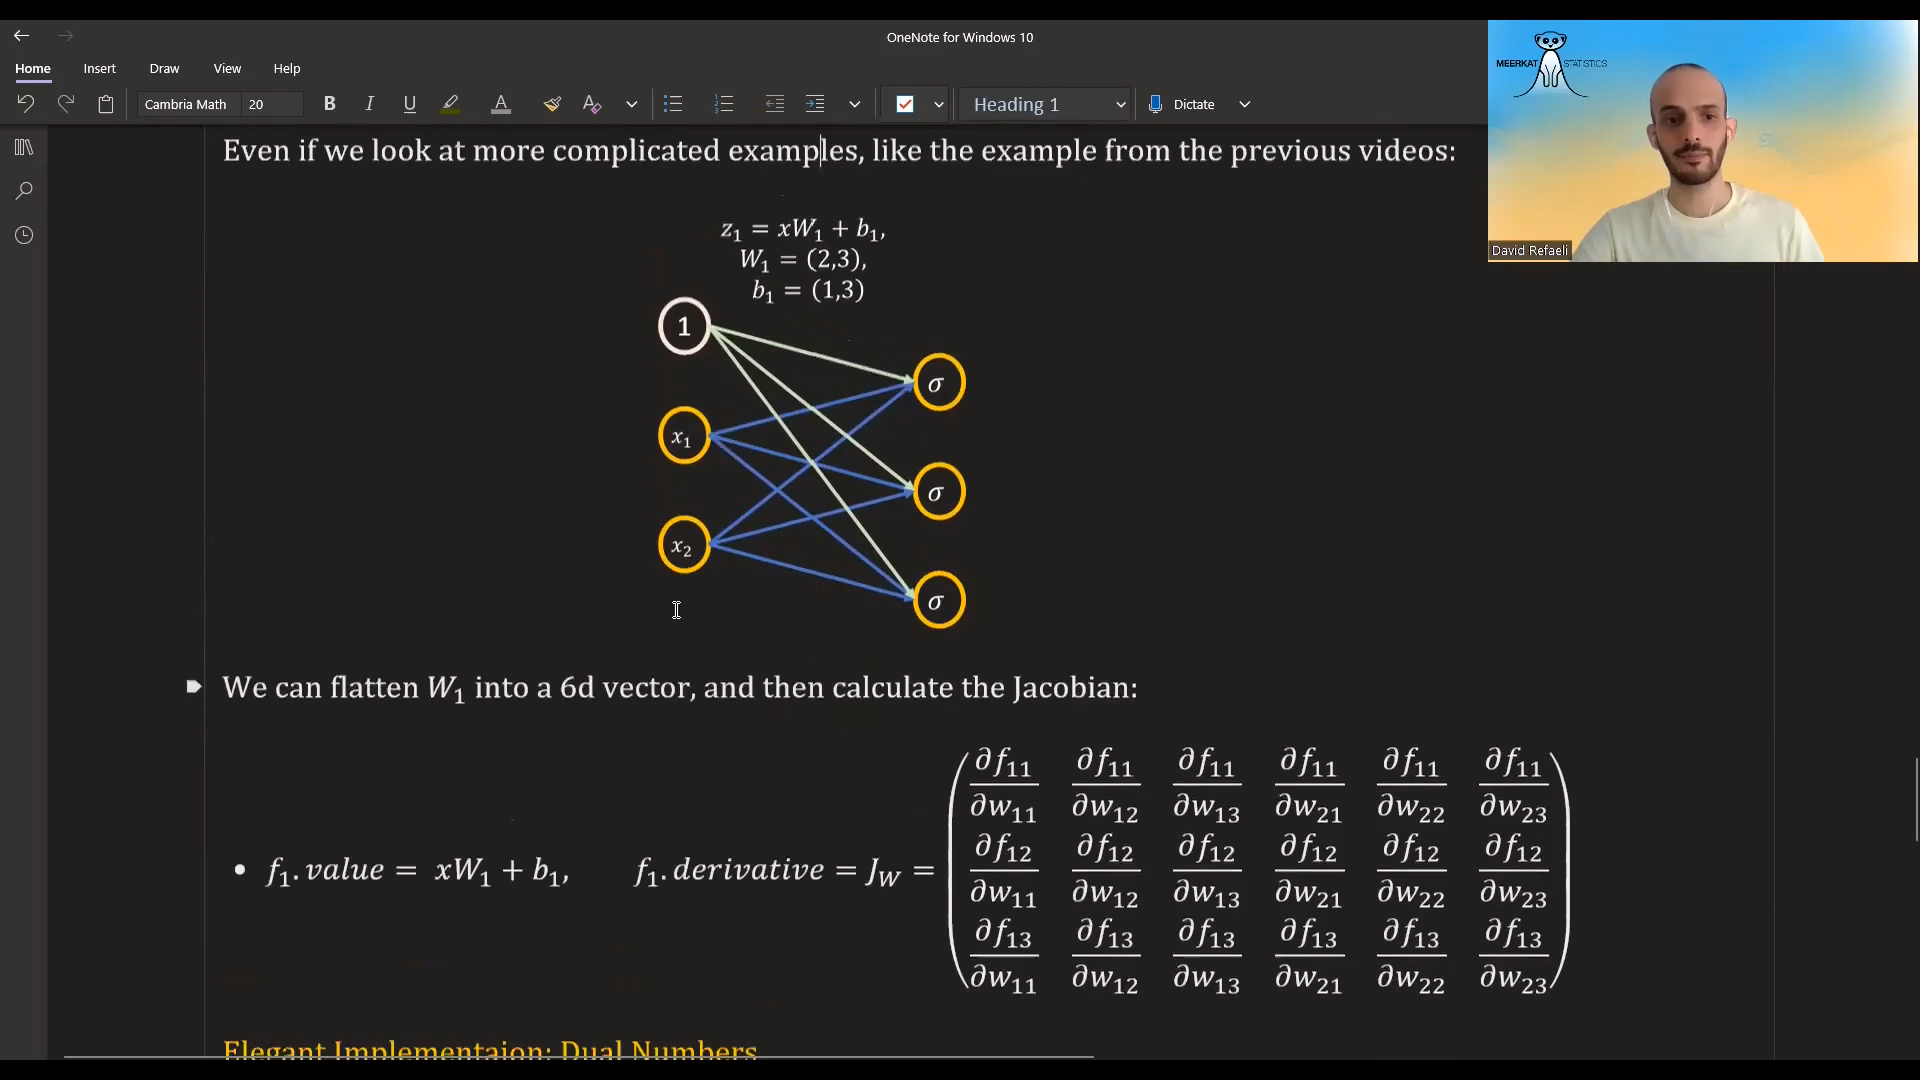 OneNote for Windows 10
Home Insert Draw View Help
Cambria Math 20 B I U A A Heading 1 Dictate
MEERKAT STATISTICS
David Refaeli
Even if we look at more complicated examples, like the example from the previous videos:
z₁ = xW₁ + b₁,
W₁ = (2,3),
b₁ = (1,3)
1
σ
x₁
σ
x₂
σ
We can flatten W₁ into a 6d vector, and then calculate the Jacobian:
∂f₁₁ ∂f₁₁ ∂f₁₁ ∂f₁₁ ∂f₁₁ ∂f₁₁
∂w₁₁ ∂w₁₂ ∂w₁₃ ∂w₂₁ ∂w₂₂ ∂w₂₃
∂f₁₂ ∂f₁₂ ∂f₁₂ ∂f₁₂ ∂f₁₂ ∂f₁₂
• f₁.value = xW₁ + b₁, f₁.derivative = J_W =
∂w₁₁ ∂w₁₂ ∂w₁₃ ∂w₂₁ ∂w₂₂ ∂w₂₃
∂f₁₃ ∂f₁₃ ∂f₁₃ ∂f₁₃ ∂f₁₃ ∂f₁₃
∂w₁₁ ∂w₁₂ ∂w₁₃ ∂w₂₁ ∂w₂₂ ∂w₂₃
Elegant Implementaion: Dual Numbers